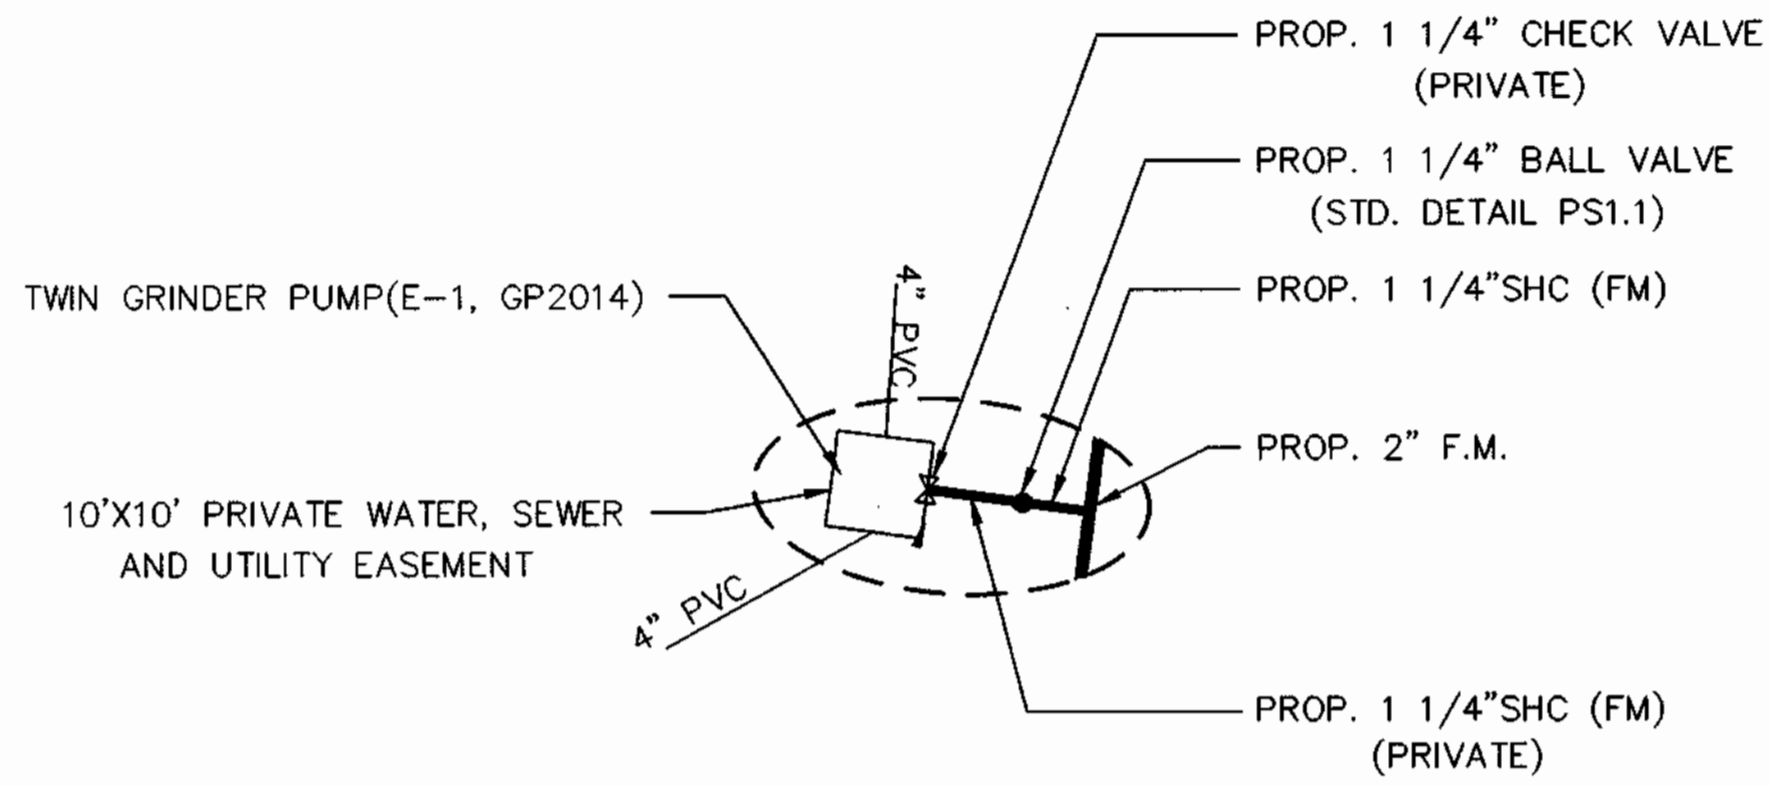 PROP. 1 1/4" CHECK VALVE
(PRIVATE)
PROP. 1 1/4" BALL VALVE
(STD. DETAIL PS1.1)
TWIN GRINDER PUMP(E-1, GP2014)
4" PVC
PROP. 1 1/4"SHC (FM)
PROP. 2" F.M.
10'X10' PRIVATE WATER, SEWER
AND UTILITY EASEMENT
4" PVC
PROP. 1 1/4"SHC (FM)
(PRIVATE)